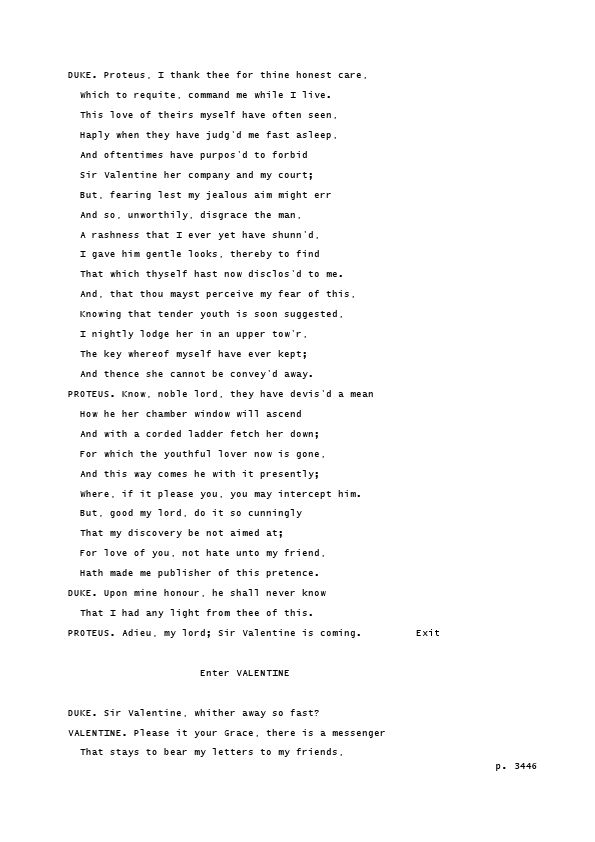 DUKE. Proteus, I thank thee for thine honest care,
Which to requite, command me while I live.
This love of theirs myself have often seen,
Haply when they have judg'd me fast asleep,
And oftentimes have purpos'd to forbid
Sir Valentine her company and my court;
But, fearing lest my jealous aim might err
And so, unworthily, disgrace the man,
A rashness that I ever yet have shunn'd,
I gave him gentle looks, thereby to find
That which thyself hast now disclos'd to me.
And, that thou mayst perceive my fear of this,
Knowing that tender youth is soon suggested,
I nightly lodge her in an upper tow'r,
The key whereof myself have ever kept;
And thence she cannot be convey'd away.
PROTEUS. Know, noble lord, they have devis'd a mean
How he her chamber window will ascend
And with a corded ladder fetch her down;
For which the youthful lover now is gone,
And this way comes he with it presently;
Where, if it please you, you may intercept him.
But, good my lord, do it so cunningly
That my discovery be not aimed at;
For love of you, not hate unto my friend,
Hath made me publisher of this pretence.
DUKE. Upon mine honour, he shall never know
That I had any light from thee of this.
PROTEUS. Adieu, my lord; Sir Valentine is coming. Exit
Enter VALENTINE
DUKE. Sir Valentine, whither away so fast?
VALENTINE. Please it your Grace, there is a messenger
That stays to bear my letters to my friends,
p. 3446